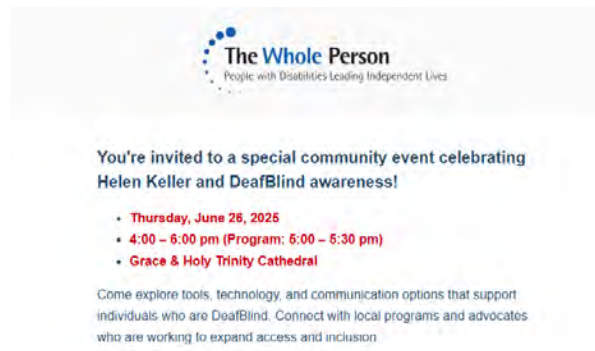 The Whole Person
People with Disabilities Leading Independent Lives
You're invited to a special community event celebrating
Helen Keller and DeafBlind awareness!
• Thursday, June 26, 2025
• 4:00 – 6:00 pm (Program: 5:00 – 5:30 pm)
• Grace & Holy Trinity Cathedral
Come explore tools, technology, and communication options that support
individuals who are DeafBlind. Connect with local programs and advocates
who are working to expand access and inclusion